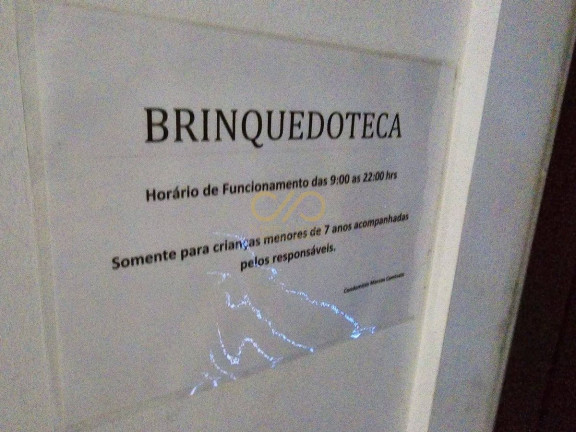 BRINQUEDOTECA
Horário de Funcionamento das 9:00 as 22:00 hrs
Somente para crianças menores de 7 anos acompanhadas
pelos responsáveis.
Condomínio